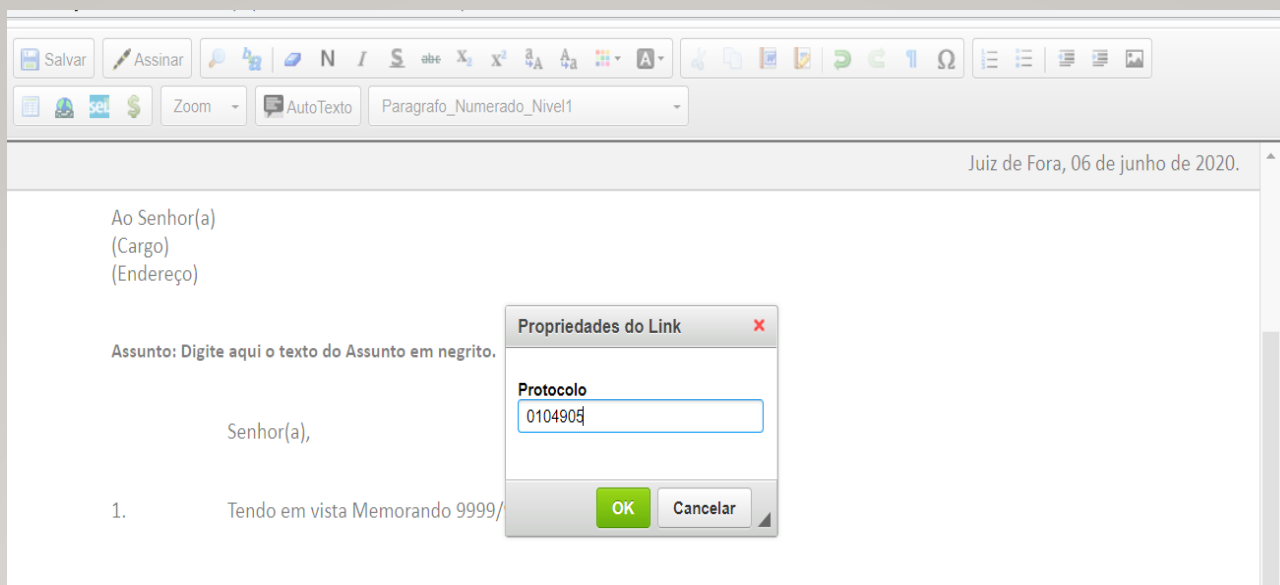 Salvar Assinar N I S abc X₂ X² A A a A Ω
sei! $ Zoom AutoTexto Paragrafo_Numerado_Nivel1
Juiz de Fora, 06 de junho de 2020.
Ao Senhor(a)
(Cargo)
(Endereço)
Propriedades do Link
Assunto: Digite aqui o texto do Assunto em negrito.
Protocolo
0104905
Senhor(a),
OK Cancelar
1. Tendo em vista Memorando 9999/